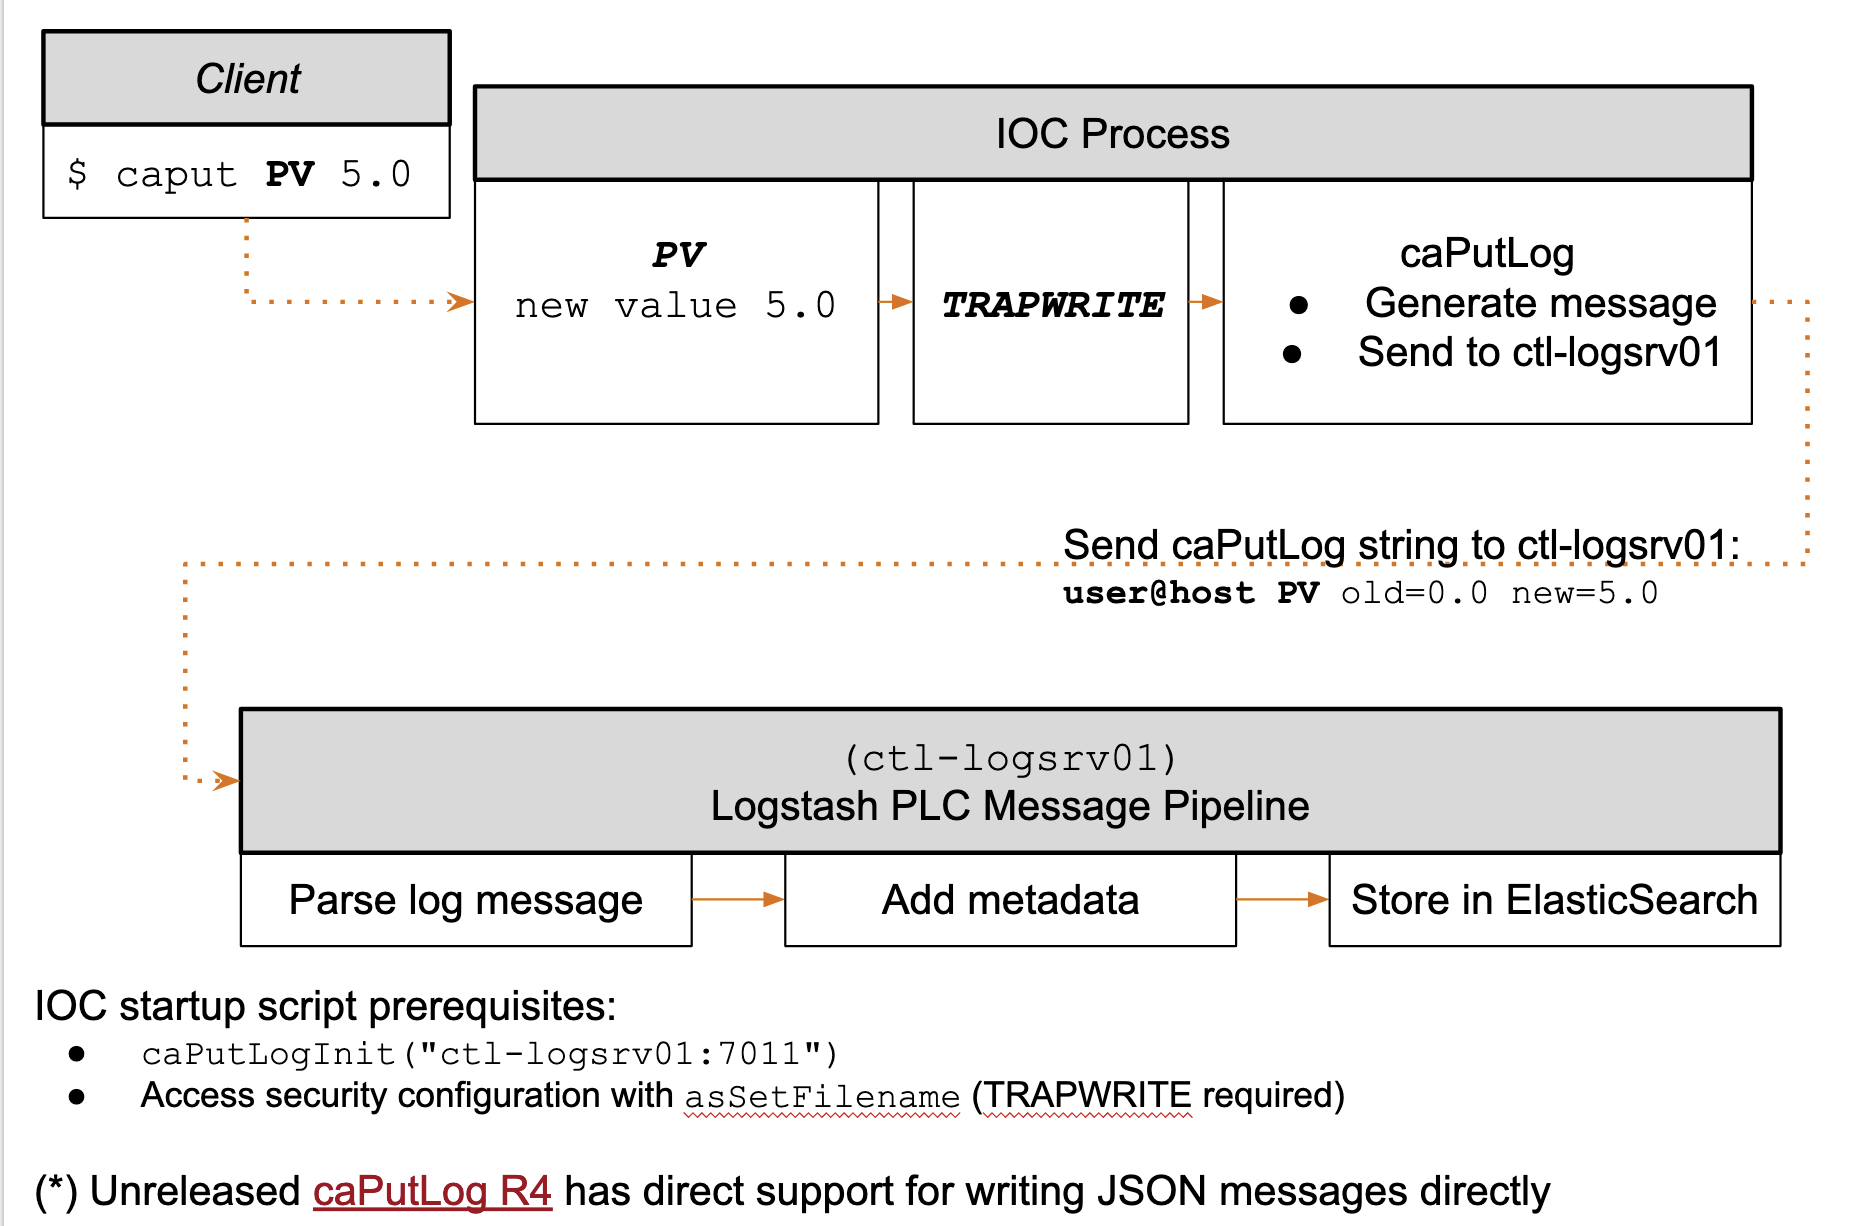 Client
$ caput PV 5.0
IOC Process
PV
new value 5.0
TRAPWRITE
caPutLog
● Generate message
● Send to ctl-logsrv01
Send caPutLog string to ctl-logsrv01:
user@host PV old=0.0 new=5.0
(ctl-logsrv01)
Logstash PLC Message Pipeline
Parse log message
Add metadata
Store in ElasticSearch
IOC startup script prerequisites:
● caPutLogInit("ctl-logsrv01:7011")
● Access security configuration with asSetFilename (TRAPWRITE required)
(*) Unreleased caPutLog R4 has direct support for writing JSON messages directly